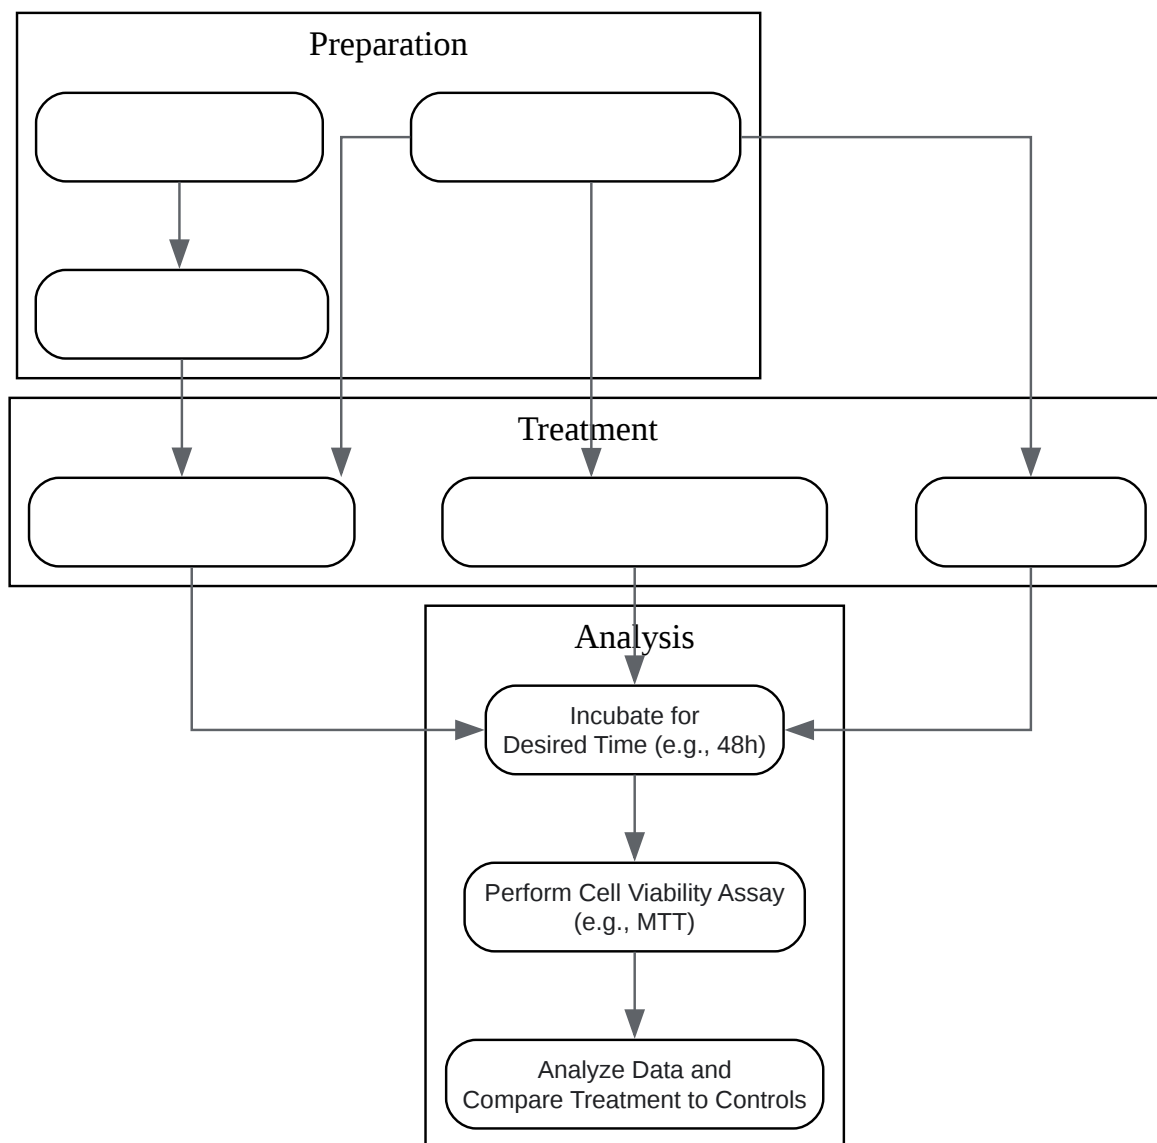 Preparation
Treatment
Analysis
Incubate for
Desired Time (e.g., 48h)
Perform Cell Viability Assay
(e.g., MTT)
Analyze Data and
Compare Treatment to Controls